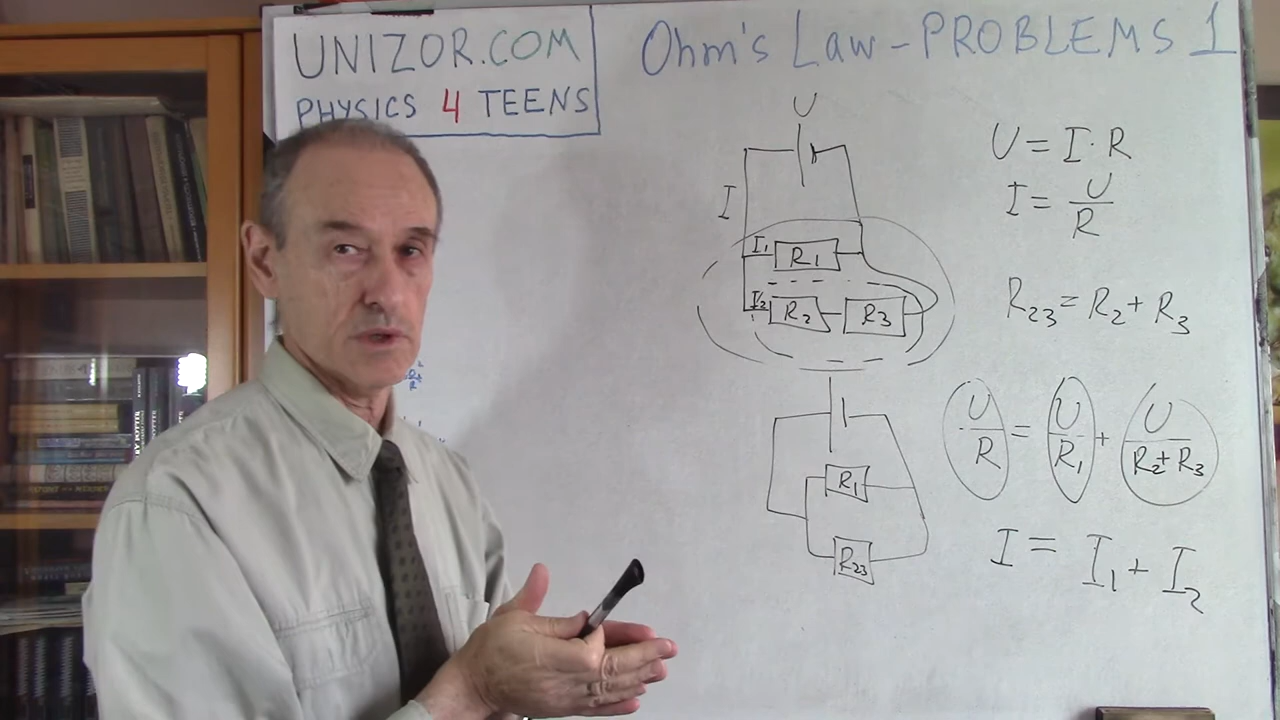 UNIZOR.COM
PHYSICS 4 TEENS
Ohm's Law - PROBLEMS 1
U
I
I₁ R₁
I₂ R₂ R₃
R₁
R₂₃
U = I · R
I = U/R
R₂₃ = R₂ + R₃
U/R = U/R₁ + U/(R₂ + R₃)
I = I₁ + I₂